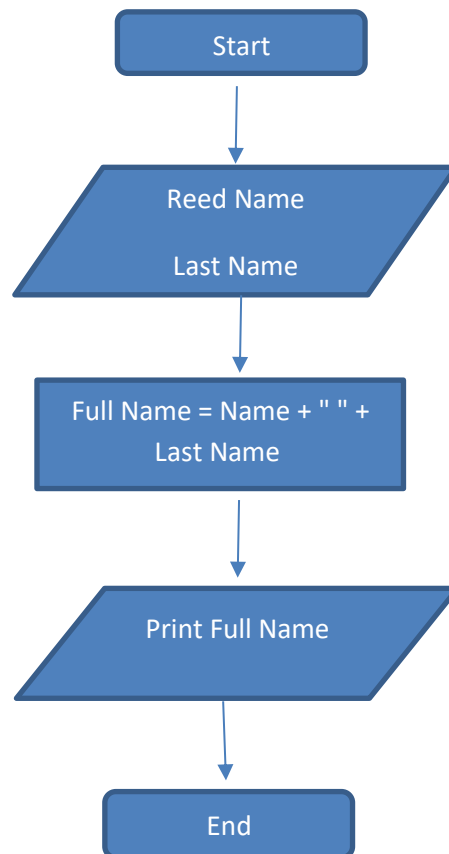 Start
Reed Name
Last Name
Full Name = Name + " " +
Last Name
Print Full Name
End